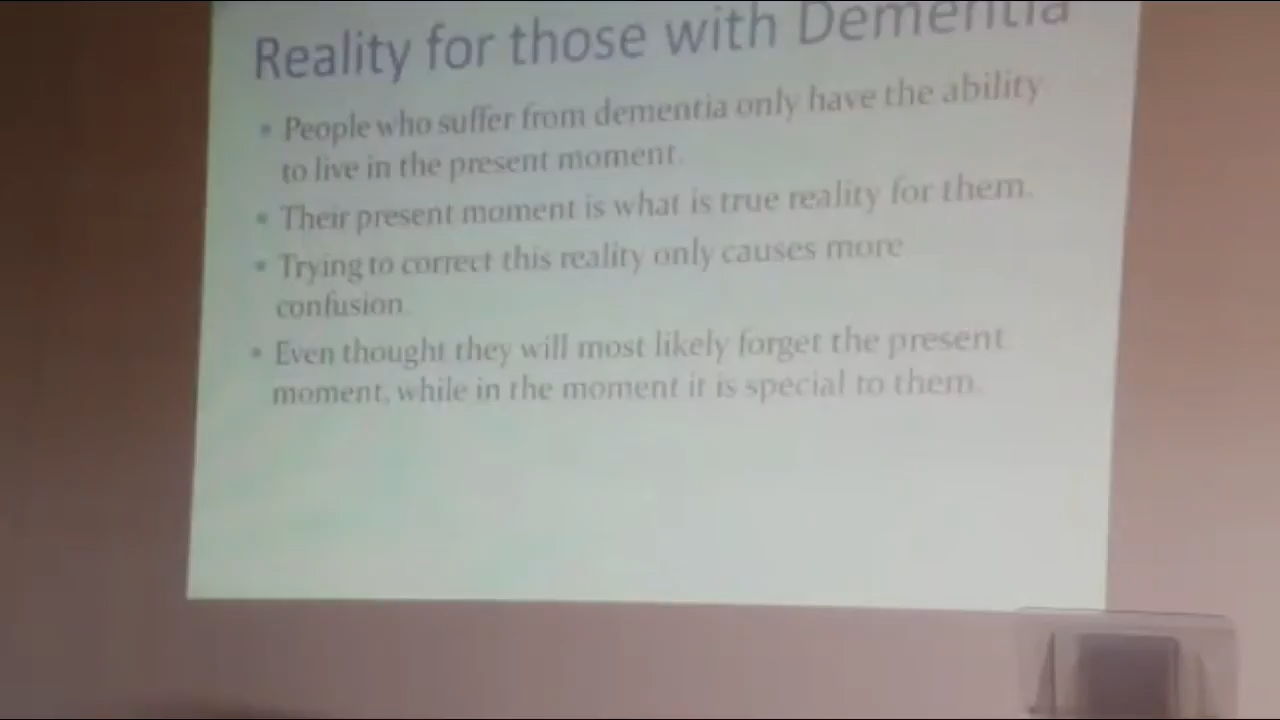 Reality for those with Dementia
• People who suffer from dementia only have the ability
to live in the present moment.
• Their present moment is what is true reality for them.
• Trying to correct this reality only causes more
confusion.
• Even thought they will most likely forget the present
moment, while in the moment it is special to them.